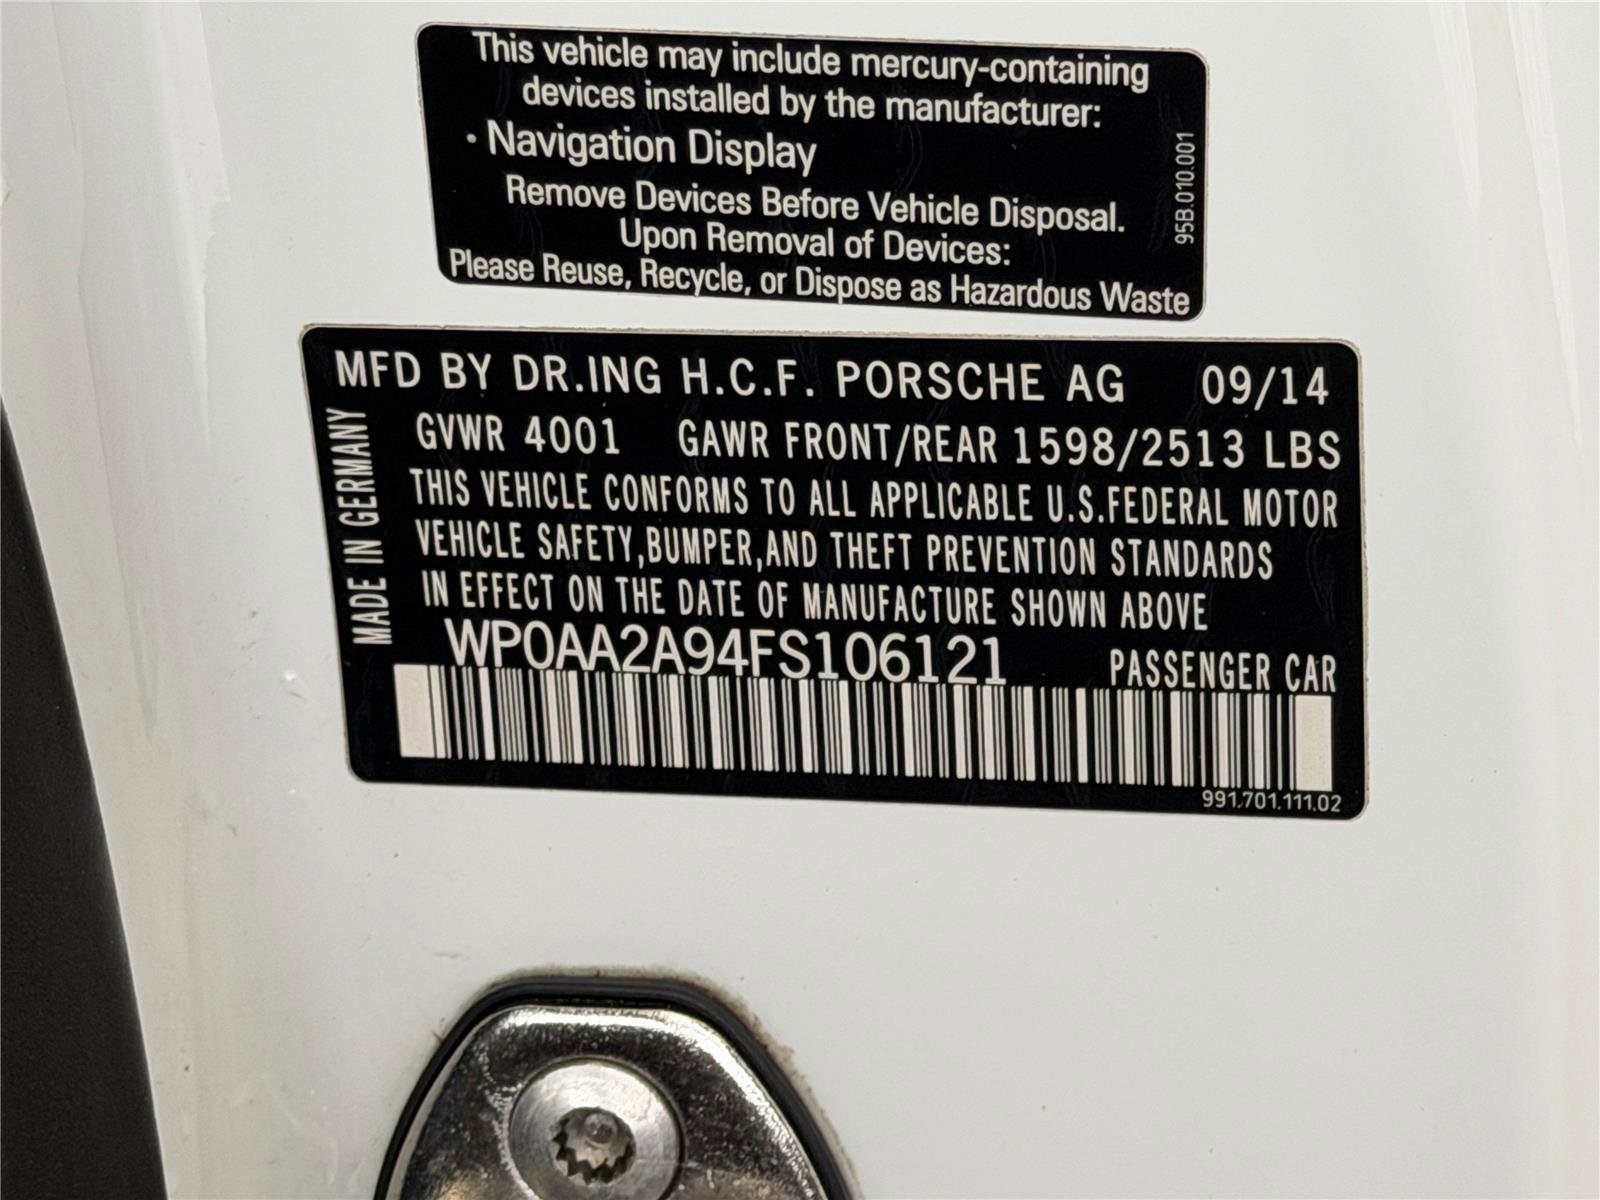 This vehicle may include mercury-containing
devices installed by the manufacturer:
· Navigation Display
Remove Devices Before Vehicle Disposal.
Upon Removal of Devices:
Please Reuse, Recycle, or Dispose as Hazardous Waste
95B.010.001
MFD BY DR.ING H.C.F. PORSCHE AG 09/14
GVWR 4001 GAWR FRONT/REAR 1598/2513 LBS
THIS VEHICLE CONFORMS TO ALL APPLICABLE U.S.FEDERAL MOTOR
VEHICLE SAFETY,BUMPER,AND THEFT PREVENTION STANDARDS
IN EFFECT ON THE DATE OF MANUFACTURE SHOWN ABOVE
WP0AA2A94FS106121 PASSENGER CAR
MADE IN GERMANY
991.701.111.02